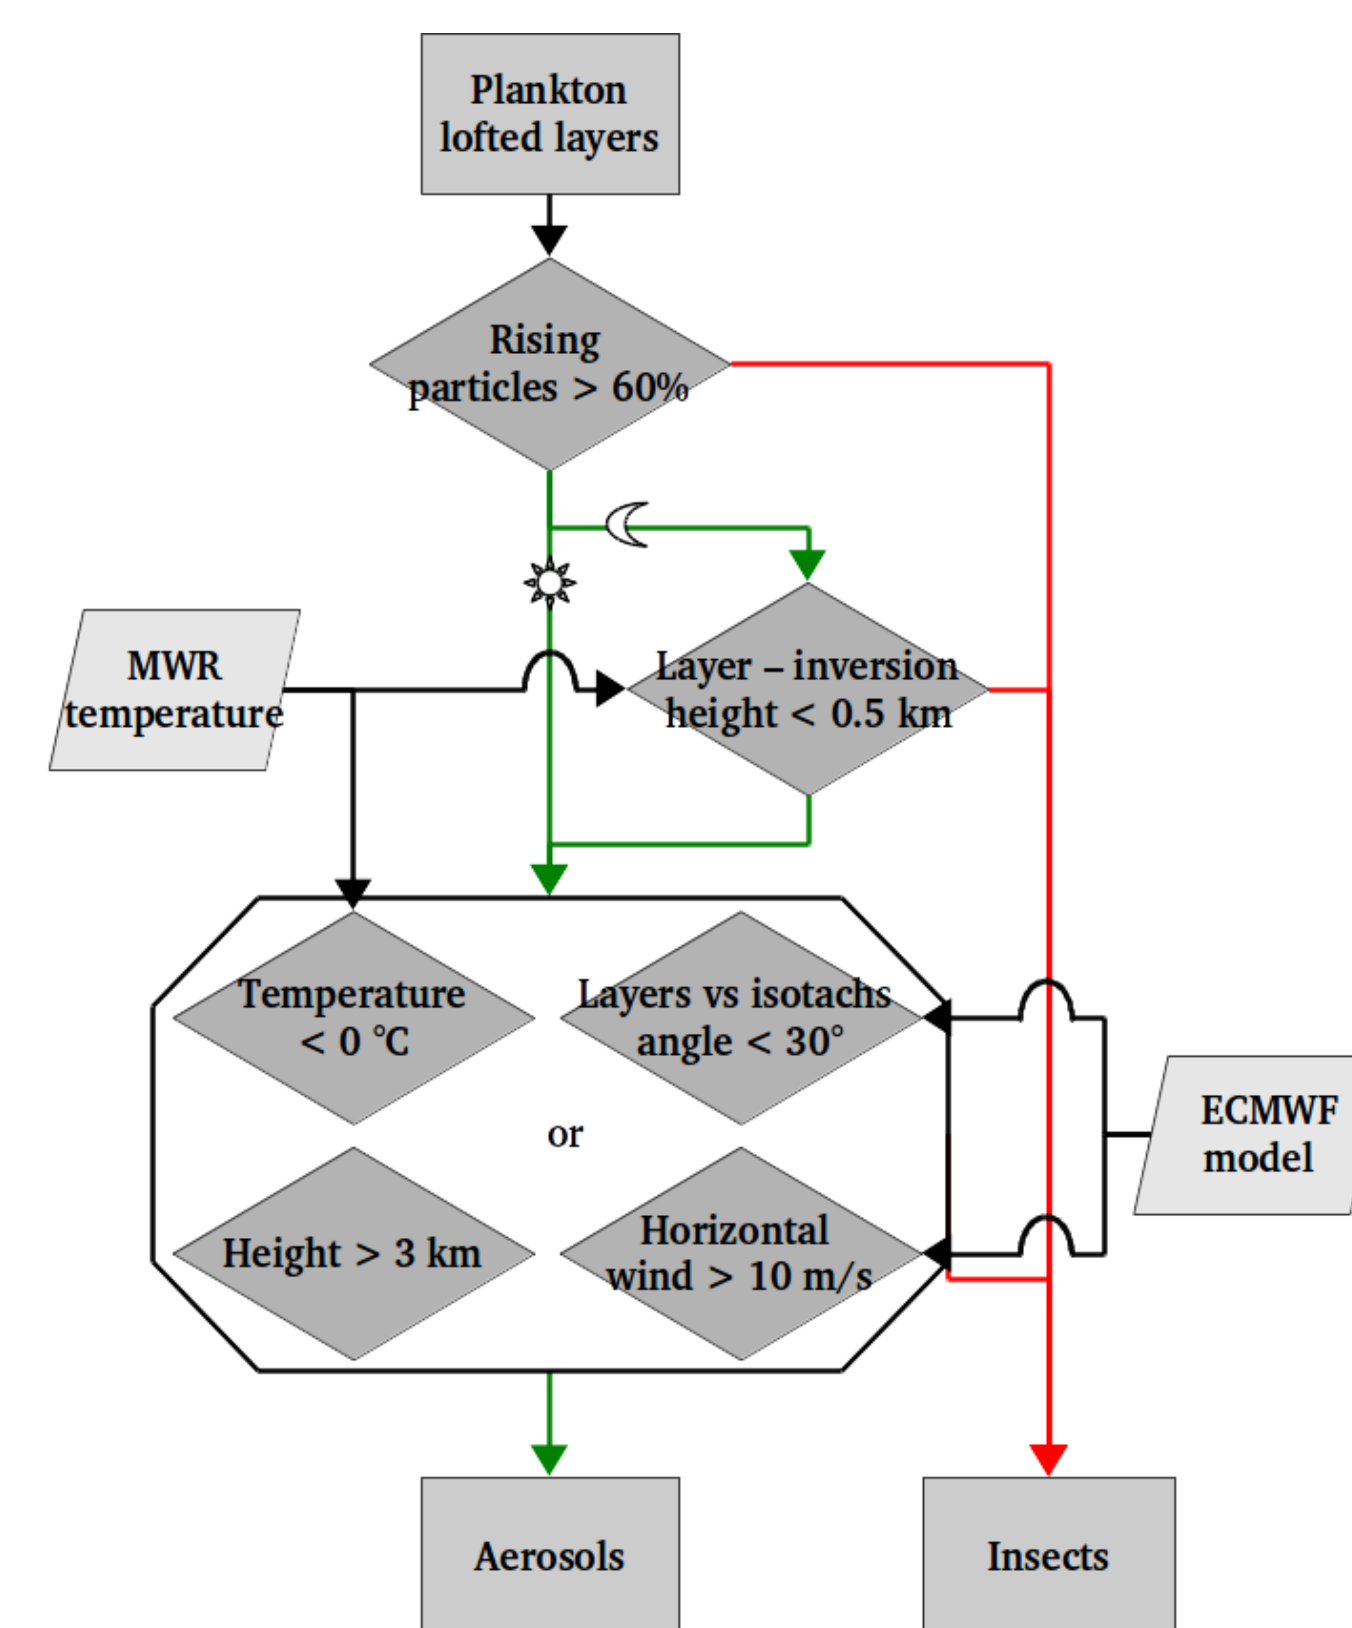 Plankton
lofted layers
Rising
particles > 60%
MWR
temperature
Layer – inversion
height < 0.5 km
Temperature
< 0 °C
Layers vs isotachs
angle < 30°
or
ECMWF
model
Height > 3 km
Horizontal
wind > 10 m/s
Aerosols
Insects